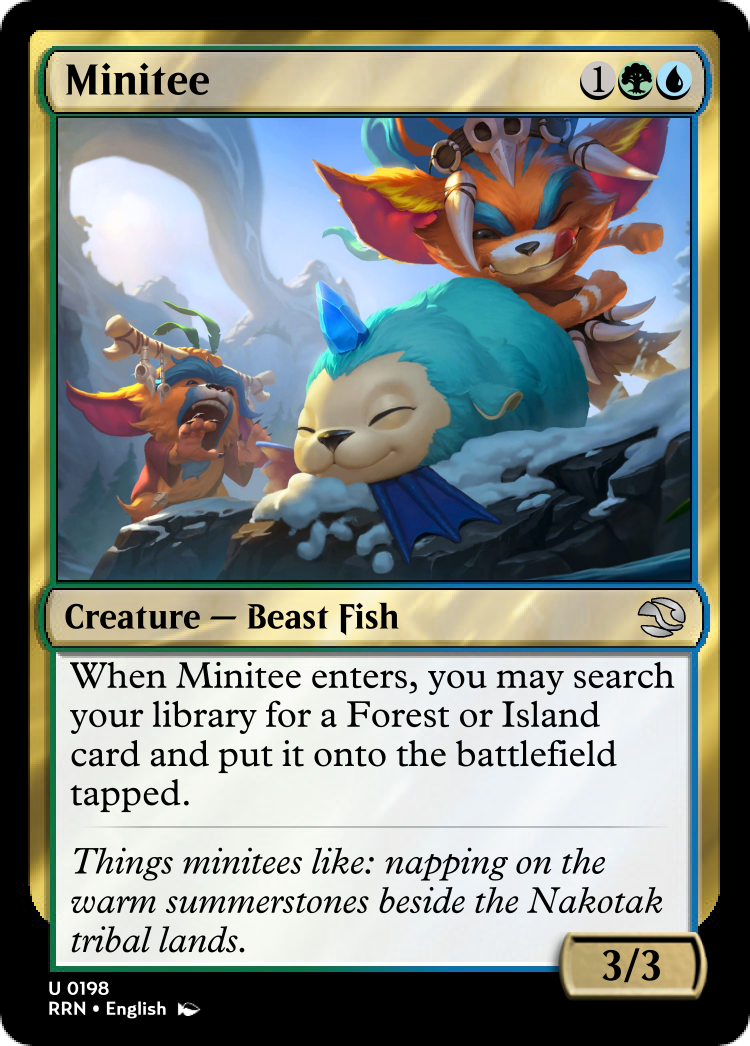 Minitee 1
Creature — Beast Fish
When Minitee enters, you may search
your library for a Forest or Island
card and put it onto the battlefield
tapped.
Things minitees like: napping on the
warm summerstones beside the Nakotak
tribal lands.
3/3
U 0198
RRN • English